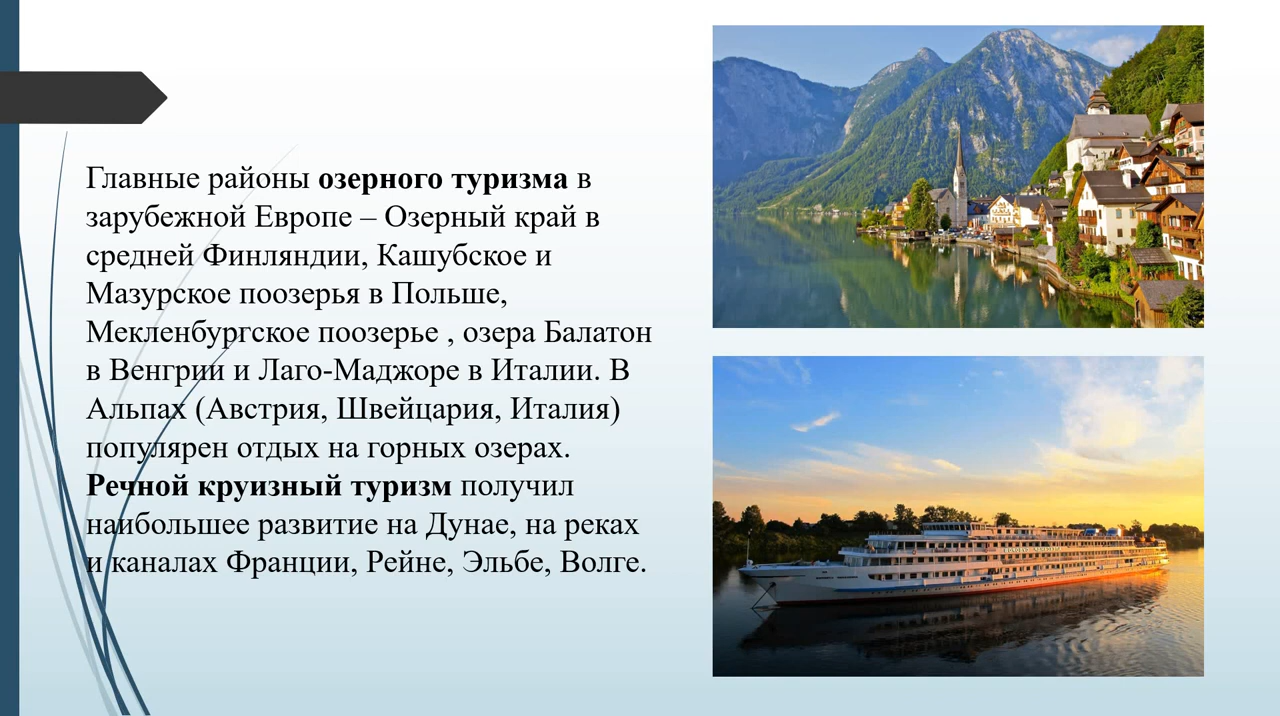 Главные районы озерного туризма в
зарубежной Европе – Озерный край в
средней Финляндии, Кашубское и
Мазурское поозерья в Польше,
Мекленбургское поозерье , озера Балатон
в Венгрии и Лаго-Маджоре в Италии. В
Альпах (Австрия, Швейцария, Италия)
популярен отдых на горных озерах.
Речной круизный туризм получил
наибольшее развитие на Дунае, на реках
и каналах Франции, Рейне, Эльбе, Волге.